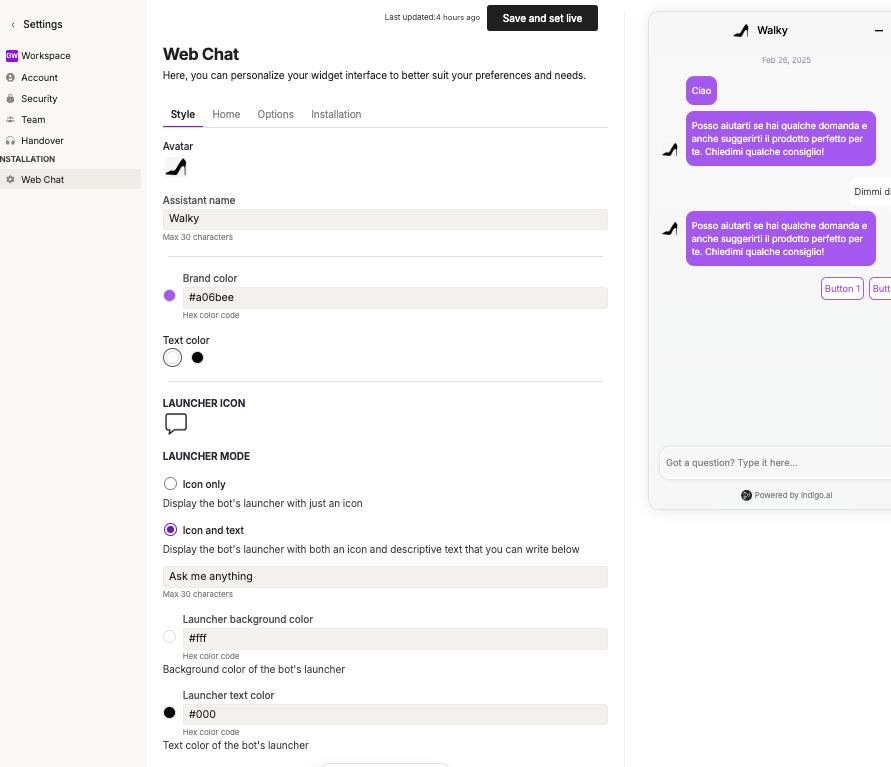 ‹ Settings
GW Workspace
Account
Security
Team
Handover
NSTALLATION
Web Chat
Last updated:4 hours ago
Save and set live
Web Chat
Here, you can personalize your widget interface to better suit your preferences and needs.
Style Home Options Installation
Avatar
Assistant name
Walky
Max 30 characters
Brand color
#a06bee
Hex color code
Text color
LAUNCHER ICON
LAUNCHER MODE
Icon only
Display the bot's launcher with just an icon
Icon and text
Display the bot's launcher with both an icon and descriptive text that you can write below
Ask me anything
Max 30 characters
Launcher background color
#fff
Hex color code
Background color of the bot's launcher
Launcher text color
#000
Hex color code
Text color of the bot's launcher
Walky
Feb 26, 2025
Ciao
Posso aiutarti se hai qualche domanda e
anche suggerirti il prodotto perfetto per
te. Chiedimi qualche consiglio!
Dimmi di
Posso aiutarti se hai qualche domanda e
anche suggerirti il prodotto perfetto per
te. Chiedimi qualche consiglio!
Button 1 Butt
Got a question? Type it here...
Powered by indigo.ai